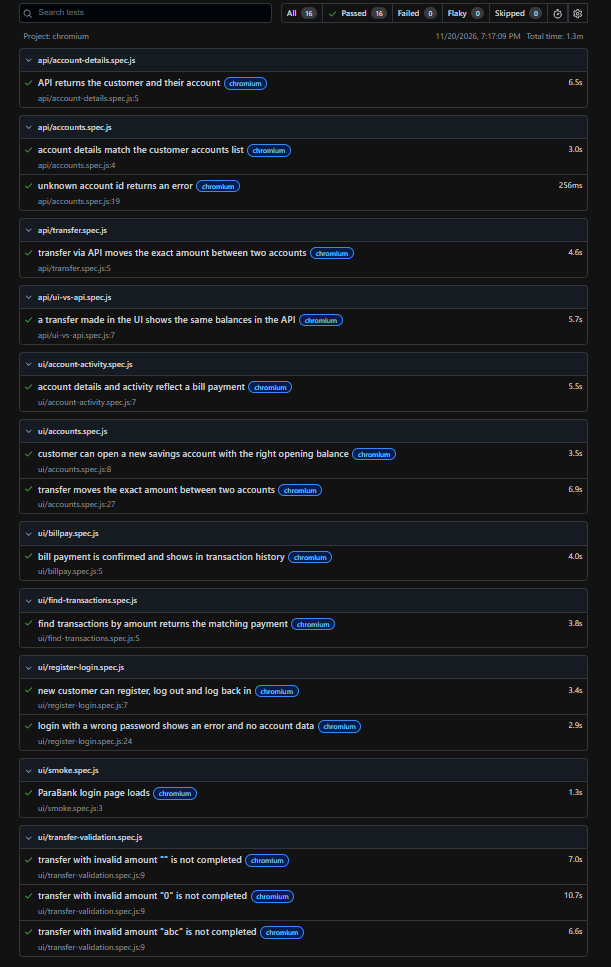 Search tests
All 16 Passed 16 Failed 0 Flaky 0 Skipped 0
Project: chromium 11/20/2026, 7:17:09 PM Total time: 1.3m
api/account-details.spec.js
API returns the customer and their account chromium 6.5s
api/account-details.spec.js:5
api/accounts.spec.js
account details match the customer accounts list chromium 3.0s
api/accounts.spec.js:4
unknown account id returns an error chromium 256ms
api/accounts.spec.js:19
api/transfer.spec.js
transfer via API moves the exact amount between two accounts chromium 4.6s
api/transfer.spec.js:5
api/ui-vs-api.spec.js
a transfer made in the UI shows the same balances in the API chromium 5.7s
api/ui-vs-api.spec.js:7
ui/account-activity.spec.js
account details and activity reflect a bill payment chromium 5.5s
ui/account-activity.spec.js:7
ui/accounts.spec.js
customer can open a new savings account with the right opening balance chromium 3.5s
ui/accounts.spec.js:8
transfer moves the exact amount between two accounts chromium 6.9s
ui/accounts.spec.js:27
ui/billpay.spec.js
bill payment is confirmed and shows in transaction history chromium 4.0s
ui/billpay.spec.js:5
ui/find-transactions.spec.js
find transactions by amount returns the matching payment chromium 3.8s
ui/find-transactions.spec.js:5
ui/register-login.spec.js
new customer can register, log out and log back in chromium 3.4s
ui/register-login.spec.js:7
login with a wrong password shows an error and no account data chromium 2.9s
ui/register-login.spec.js:24
ui/smoke.spec.js
ParaBank login page loads chromium 1.3s
ui/smoke.spec.js:3
ui/transfer-validation.spec.js
transfer with invalid amount "" is not completed chromium 7.0s
ui/transfer-validation.spec.js:9
transfer with invalid amount "0" is not completed chromium 10.7s
ui/transfer-validation.spec.js:9
transfer with invalid amount "abc" is not completed chromium 6.6s
ui/transfer-validation.spec.js:9